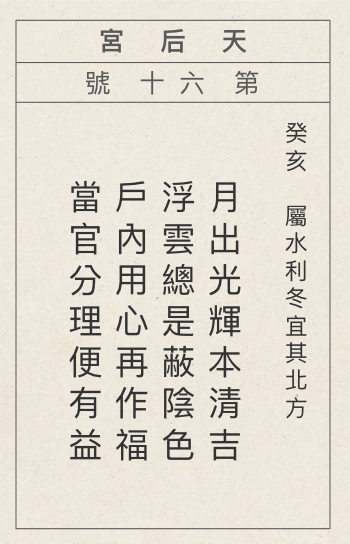 天后宮
第六十號
癸亥　屬水利冬宜其北方
月出光輝本清吉
浮雲總是蔽陰色
戶內用心再作福
當官分理便有益